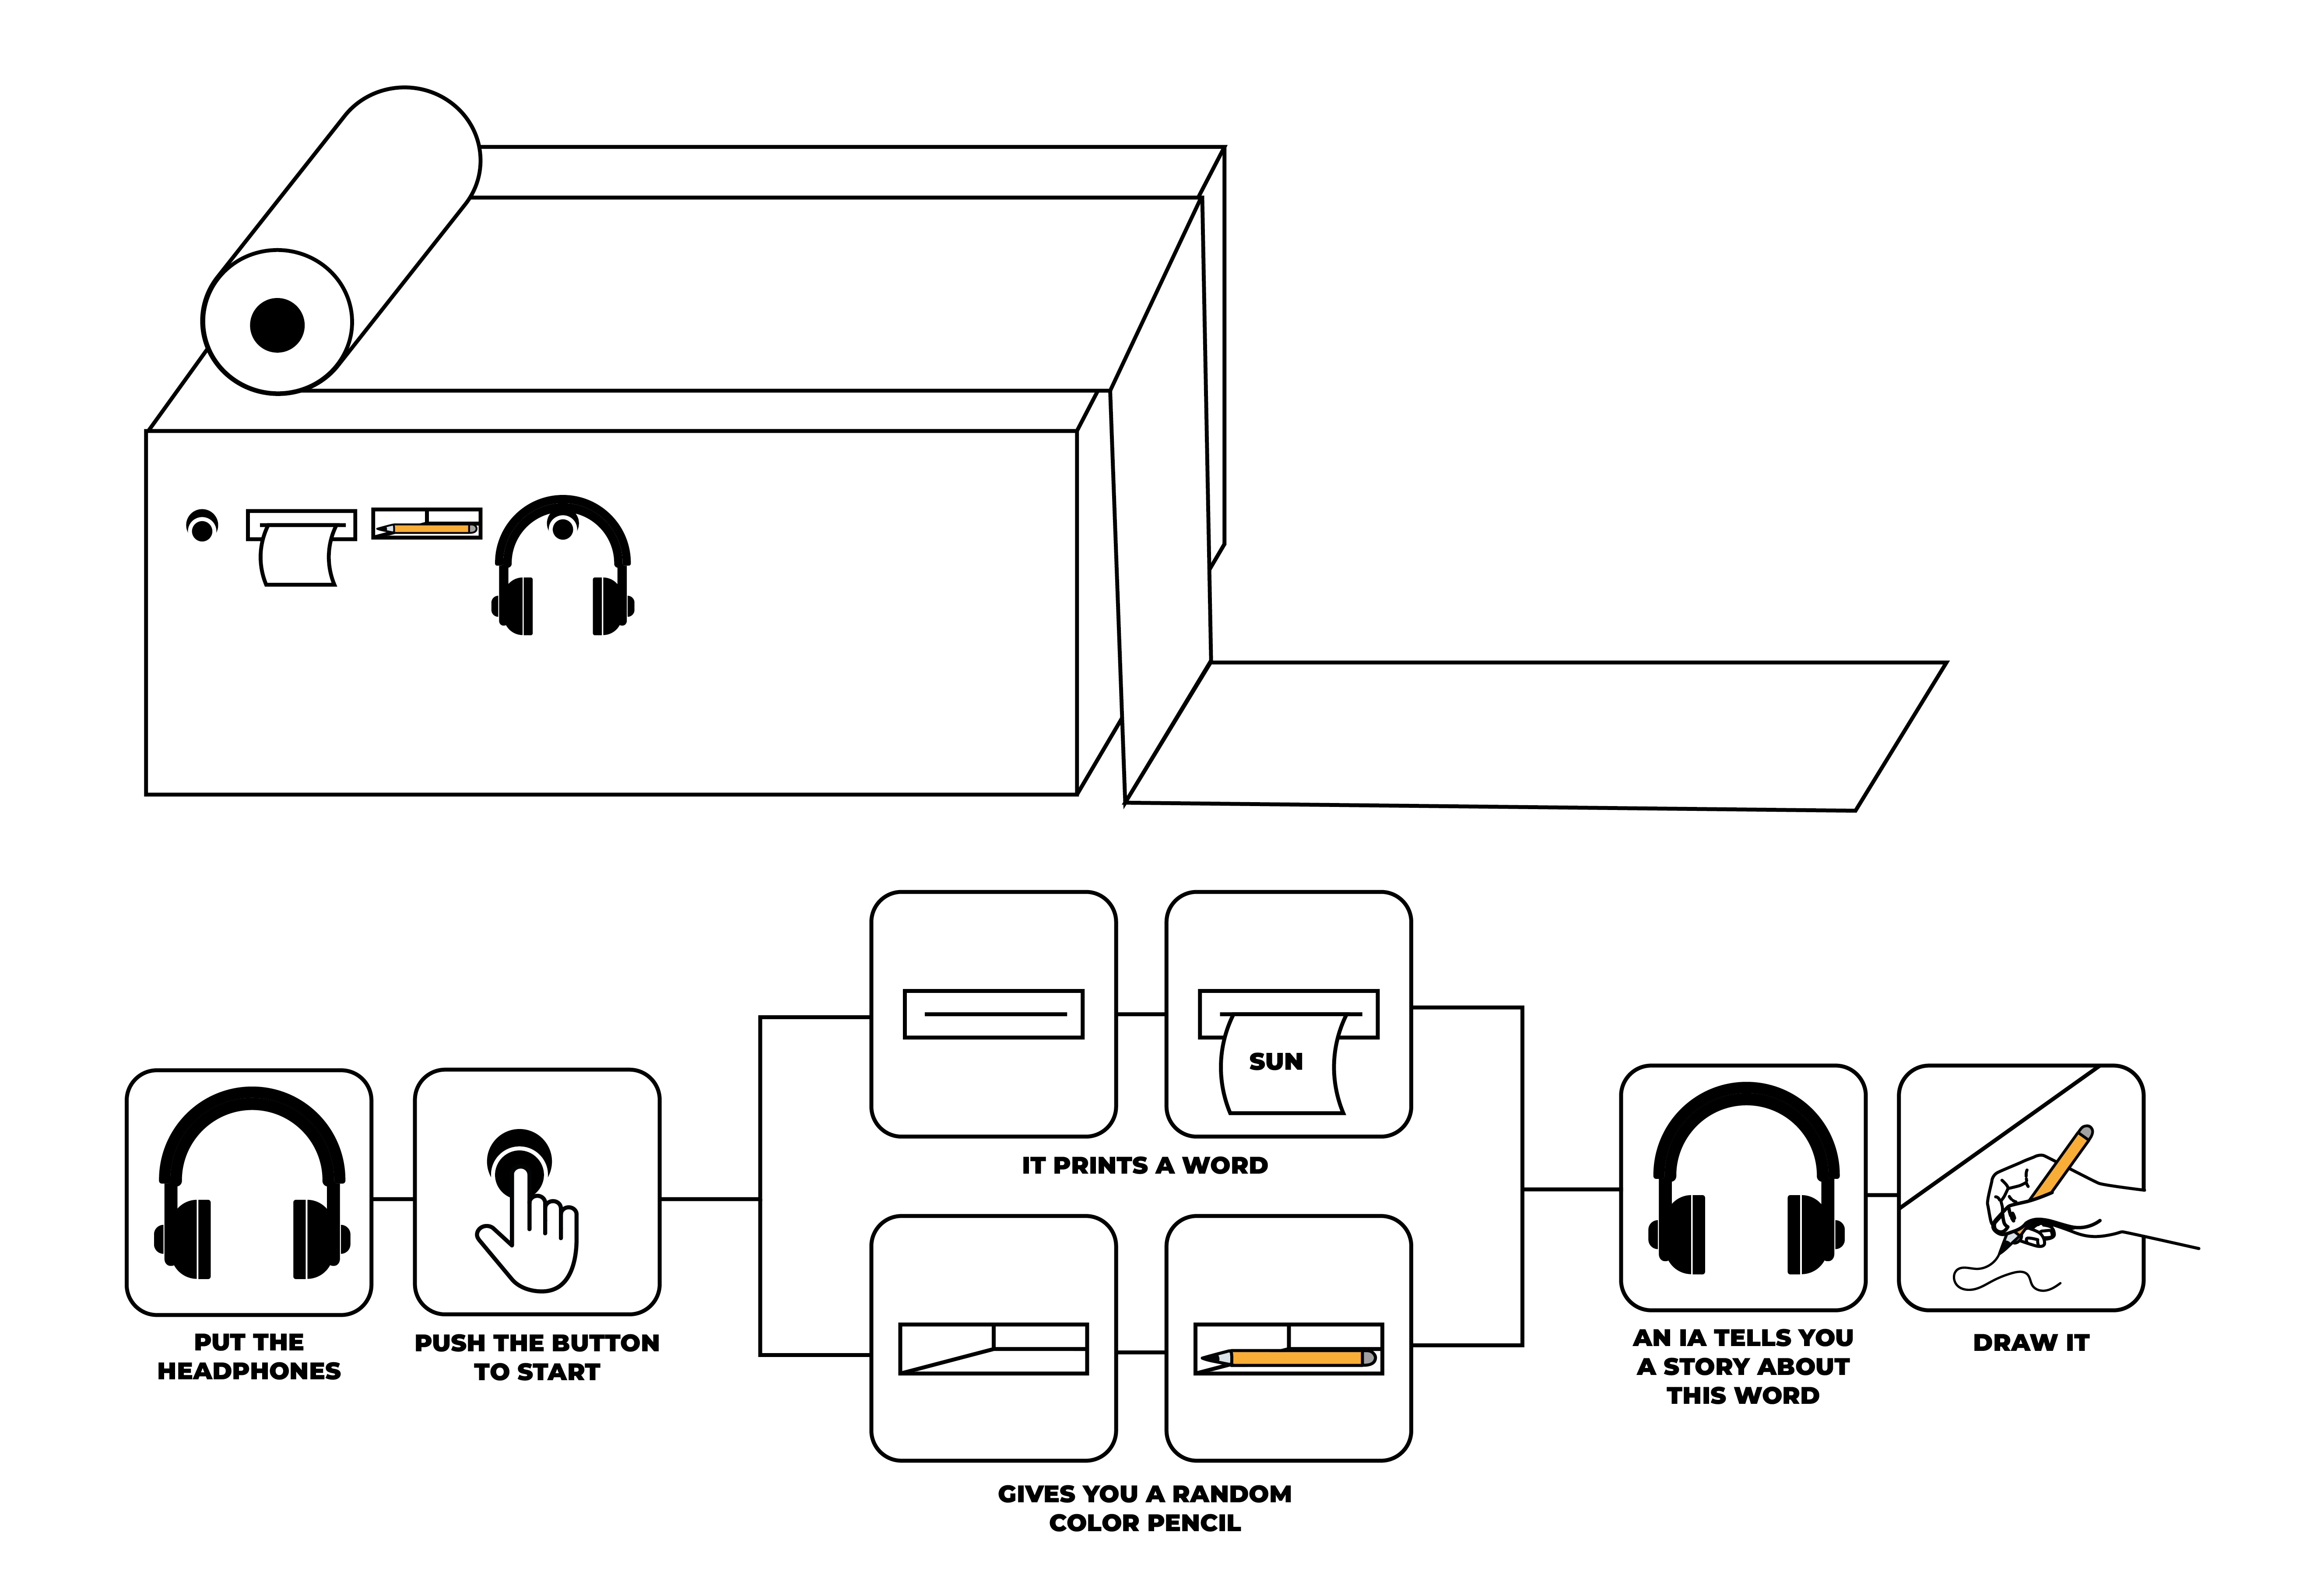 PUT THE
HEADPHONES
PUSH THE BUTTON
TO START
SUN
IT PRINTS A WORD
GIVES YOU A RANDOM
COLOR PENCIL
AN IA TELLS YOU
A STORY ABOUT
THIS WORD
DRAW IT